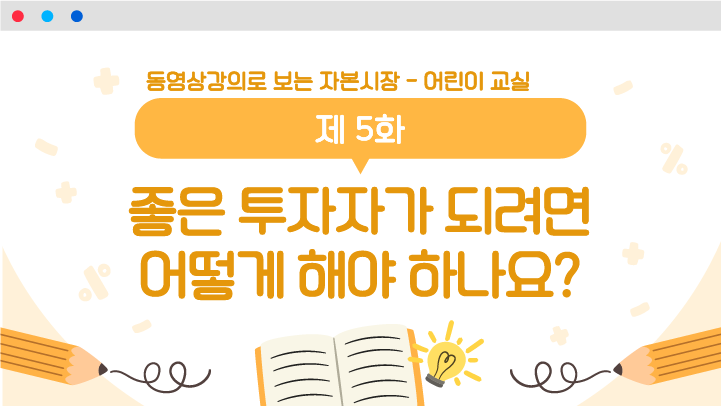 동영상강의로 보는 자본시장 - 어린이 교실
제 5화
좋은 투자자가 되려면
어떻게 해야 하나요?